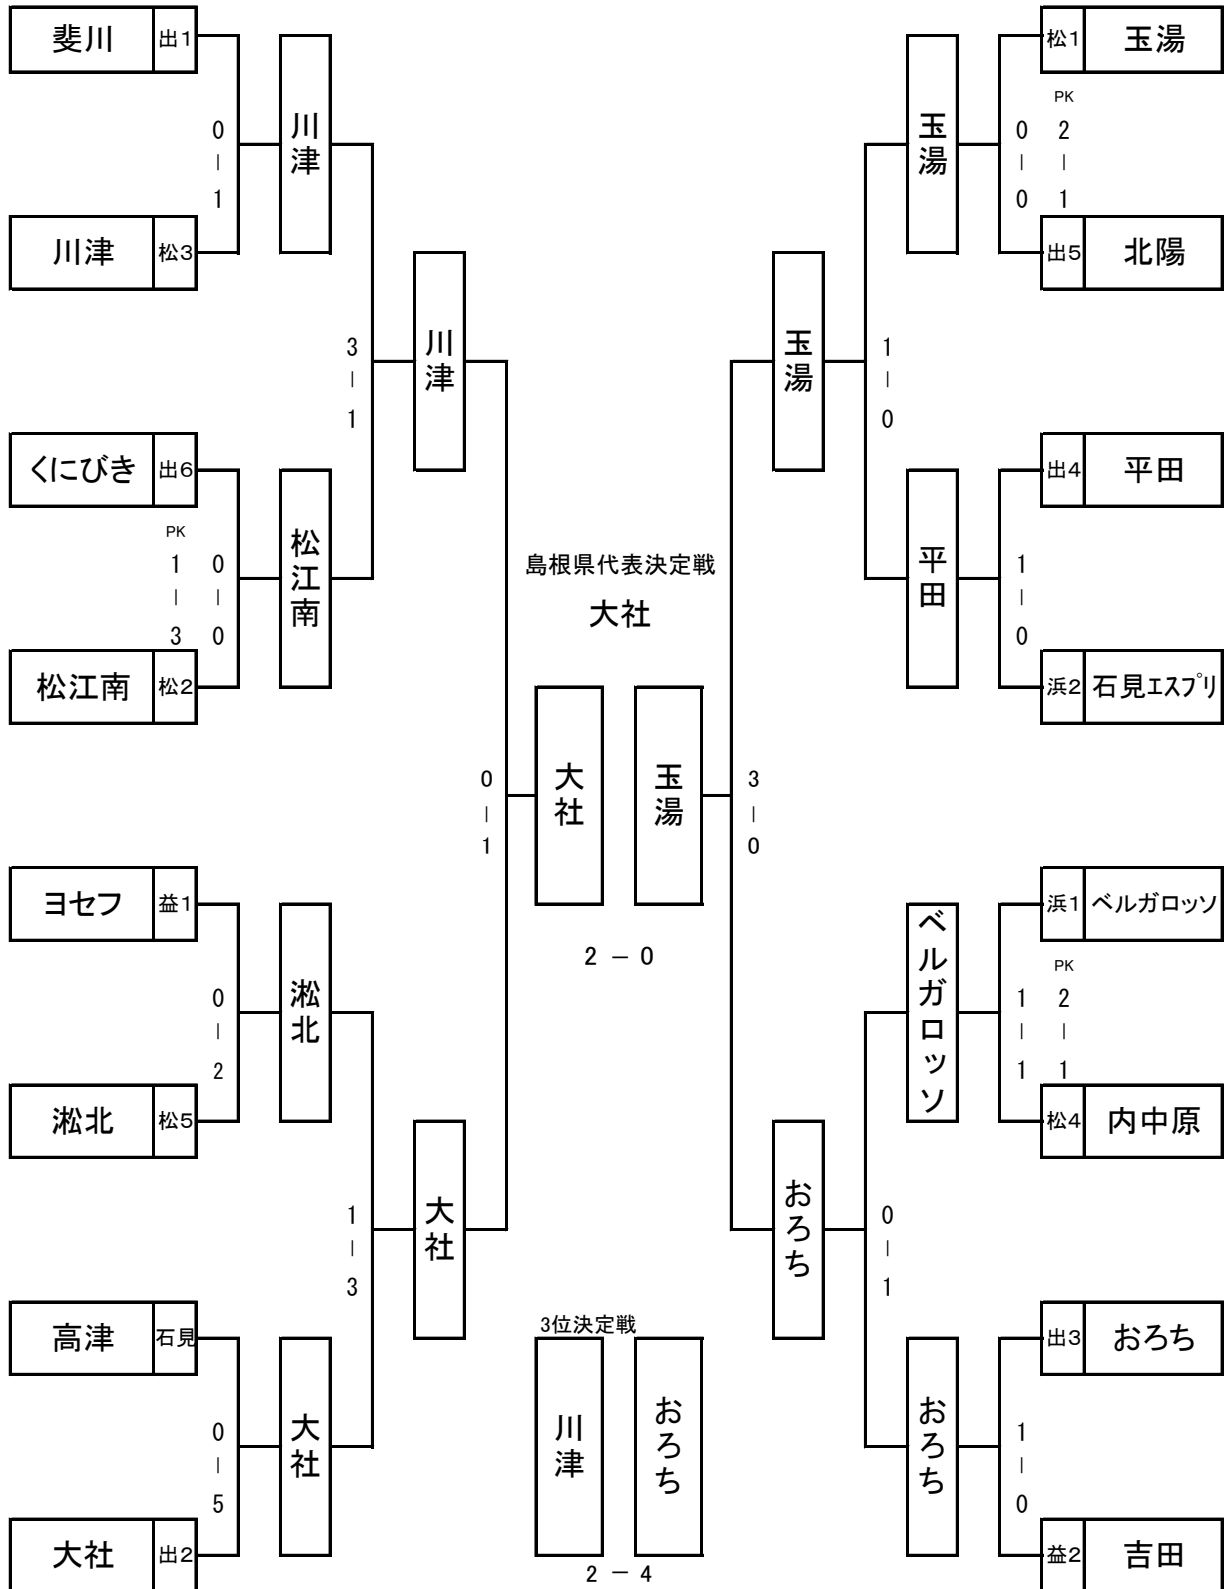 斐川 出1
0
-
1
川津 松3
川津
3
-
1
くにびき 出6
PK
1 0
- -
3 0
松江南 松2
松江南
川津
ヨセフ 益1
0
-
2
淞北 松5
淞北
1
-
3
高津 石見
0
-
5
大社 出2
大社
大社
0
-
1
島根県代表決定戦
大社
大社 玉湯
2 - 0
3位決定戦
川津 おろち
2 - 4
3
-
0
玉湯
1
-
0
玉湯
松1 玉湯
PK
0 2
- -
0 1
出5 北陽
平田
出4 平田
1
-
0
浜2 石見エスプリ
おろち
0
-
1
ベルガロッソ
浜1 ベルガロッソ
PK
1 2
- -
1 1
松4 内中原
おろち
出3 おろち
1
-
0
益2 吉田